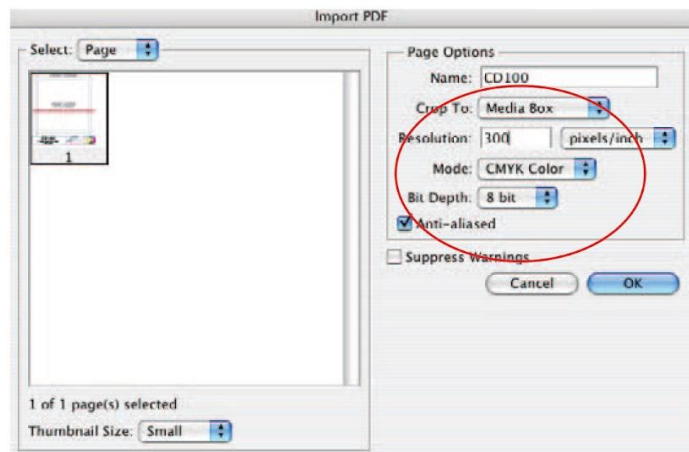 Import PDF
Select: Page
1
1 of 1 page(s) selected
Thumbnail Size: Small
Page Options
Name: CD100
Crop To: Media Box
Resolution: 300 pixels/inch
Mode: CMYK Color
Bit Depth: 8 bit
Anti-aliased
Suppress Warnings
Cancel OK